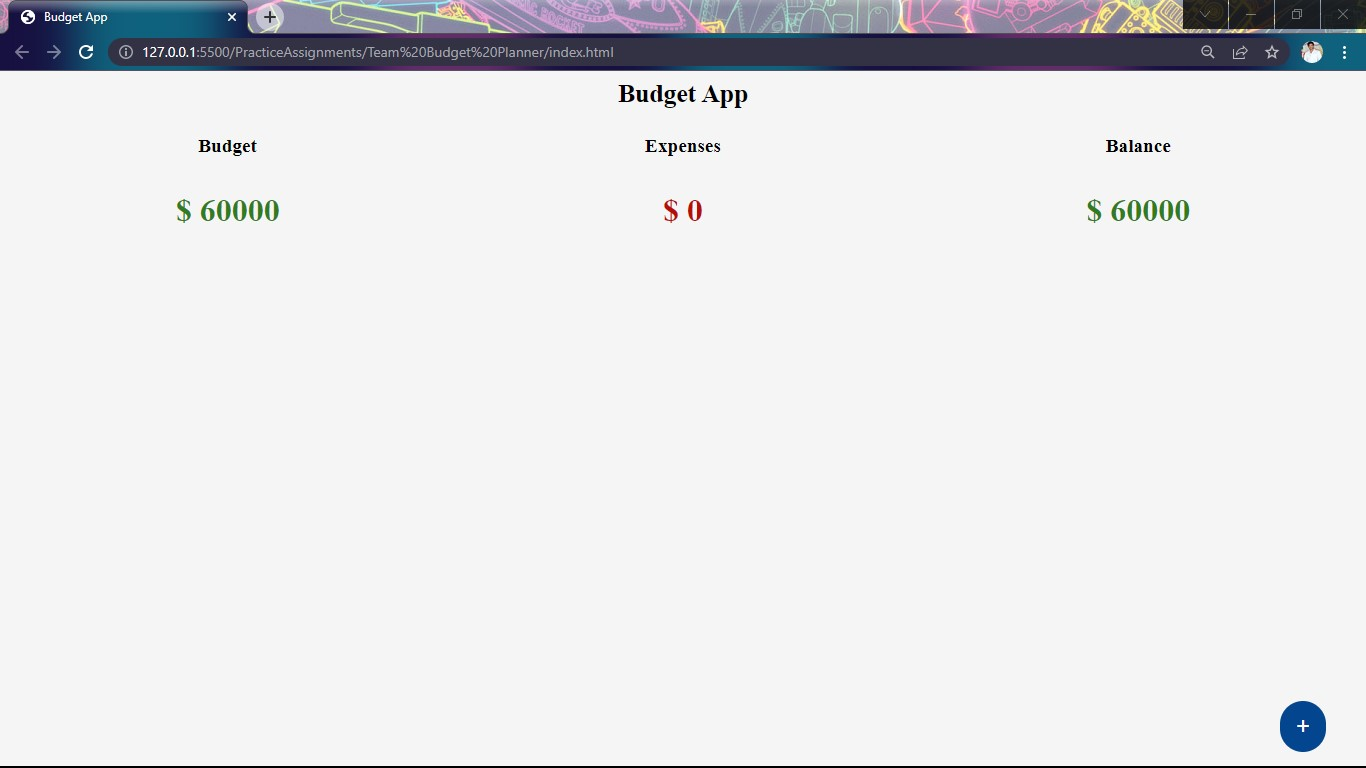 Budget App
127.0.0.1:5500/PracticeAssignments/Team%20Budget%20Planner/index.html
Budget App
Budget Expenses Balance
$ 60000 $ 0 $ 60000
+